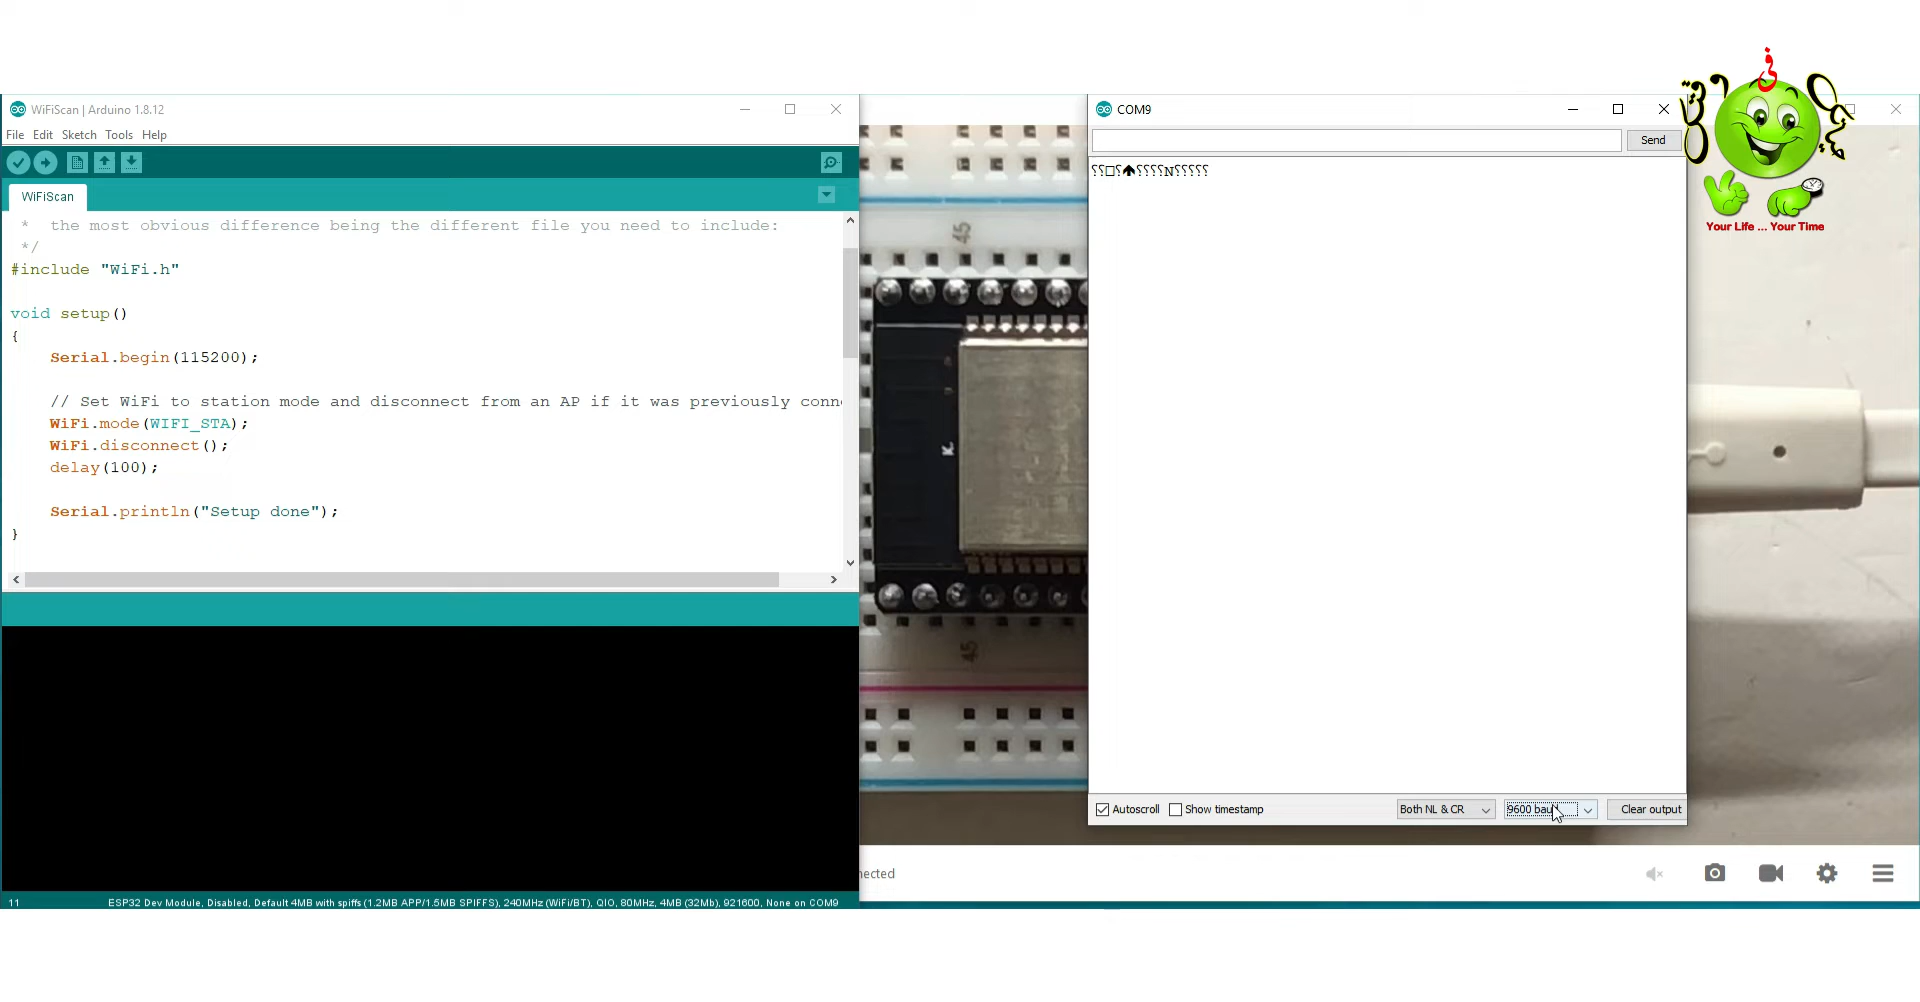 WiFiScan | Arduino 1.8.12
File Edit Sketch Tools Help
WiFiScan
* the most obvious difference being the different file you need to include:
*/
#include "WiFi.h"
void setup()
{
Serial.begin(115200);
// Set WiFi to station mode and disconnect from an AP if it was previously conn
WiFi.mode(WIFI_STA);
WiFi.disconnect();
delay(100);
Serial.println("Setup done");
}
11
ESP32 Dev Module, Disabled, Default 4MB with spiffs (1.2MB APP/1.5MB SPIFFS), 240MHz (WiFi/BT), QIO, 80MHz, 4MB (32Mb), 921600, None on COM9
COM9
Send
⸮⸮□⸮🡩⸮⸮⸮⸮N⸮⸮⸮⸮⸮
Autoscroll
Show timestamp
Both NL & CR
9600 baud
Clear output
45
45
nected
في
Your Life ... Your Time